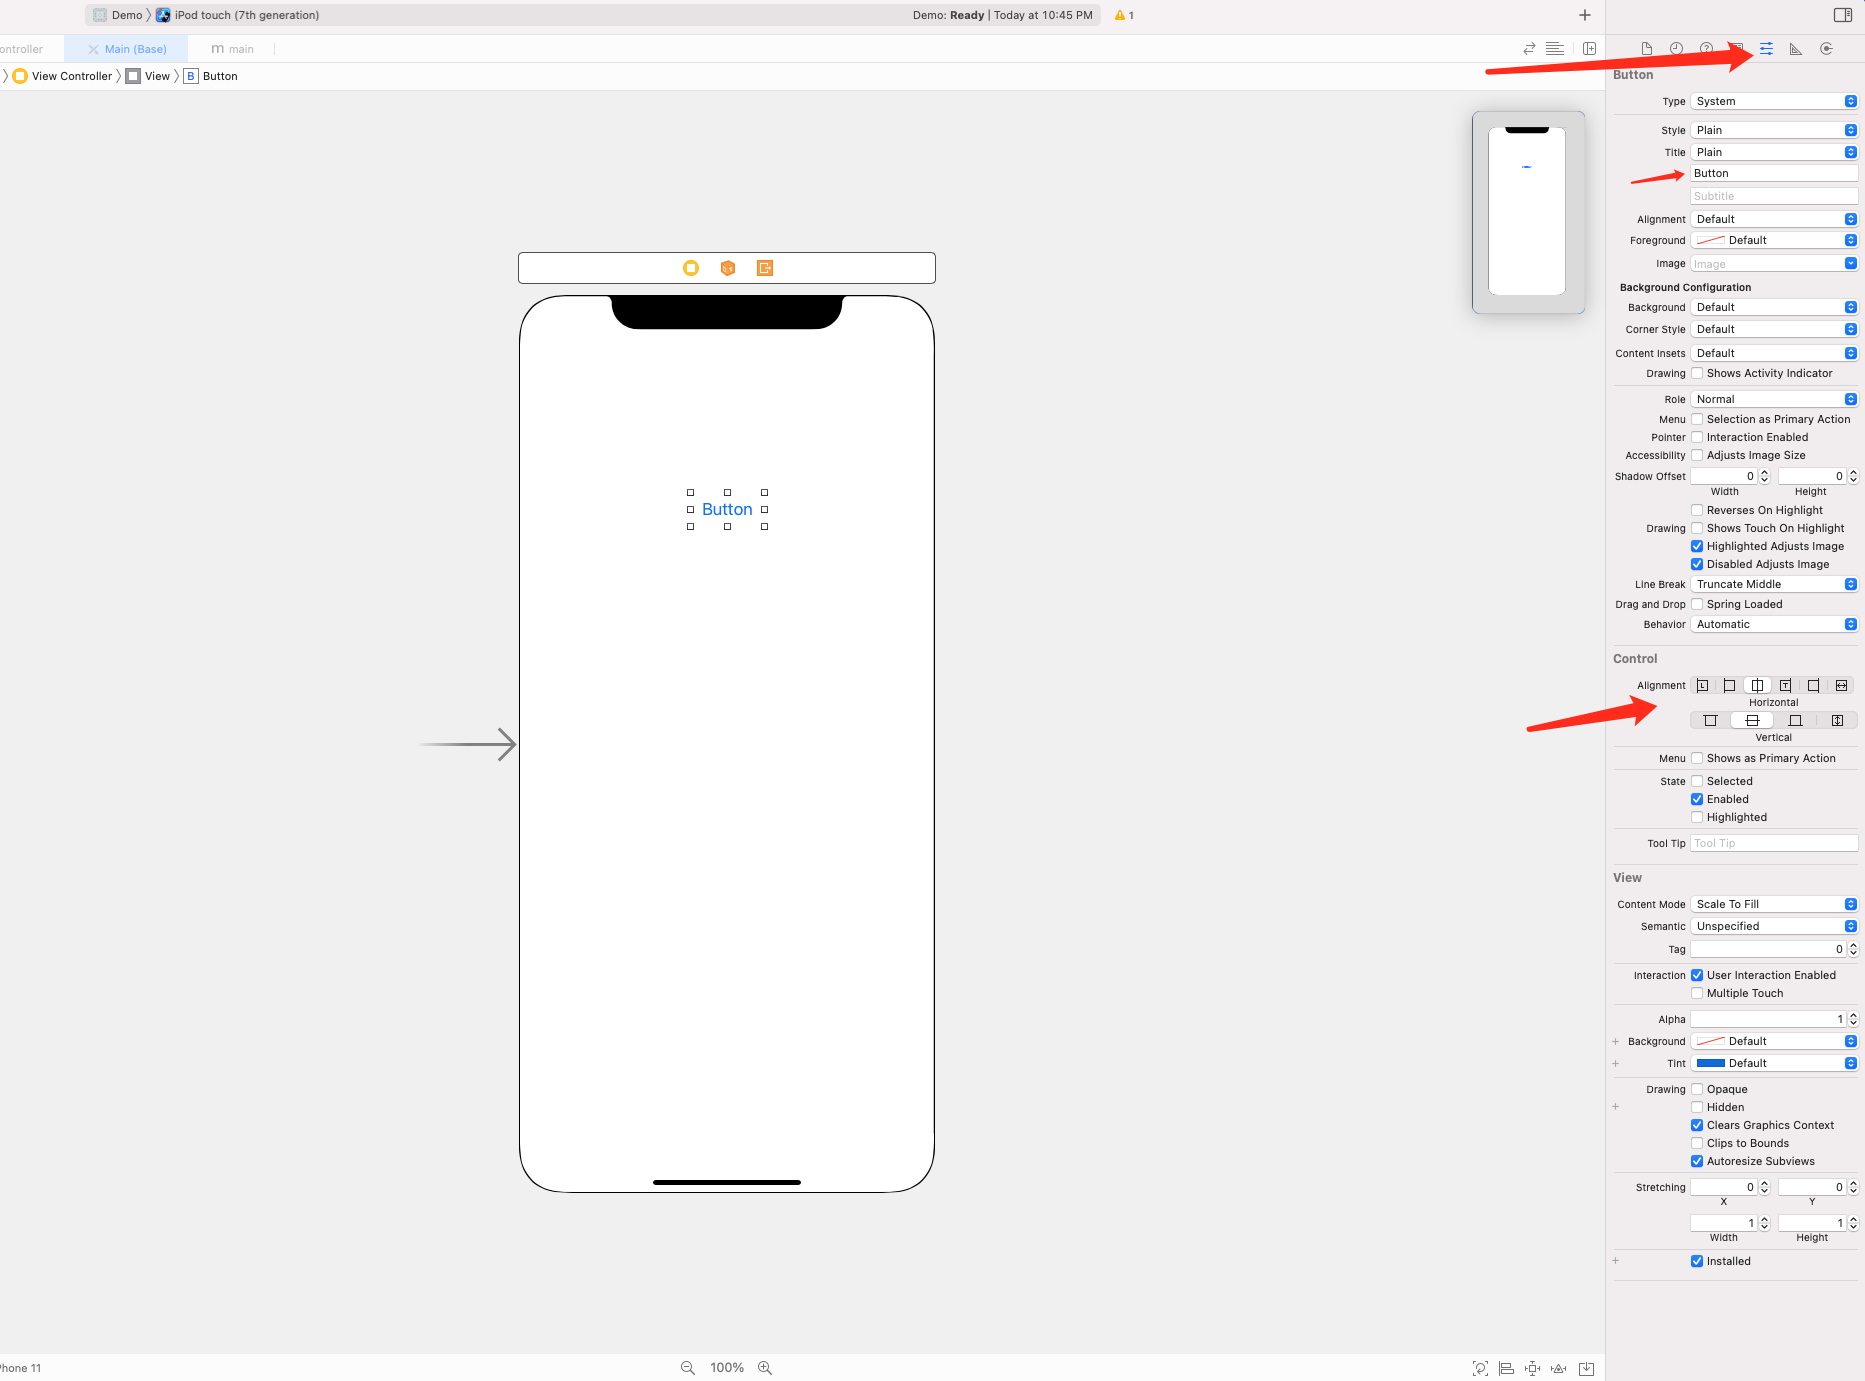 Demo 〉 iPod touch (7th generation)
Demo: Ready | Today at 10:45 PM
1
ontroller
Main (Base)
m main
View Controller 〉 View 〉 B Button
Button
Type System
Style Plain
Title Plain
Button
Subtitle
Alignment Default
Foreground Default
Image Image
Background Configuration
Background Default
Corner Style Default
Content Insets Default
Drawing Shows Activity Indicator
Role Normal
Menu Selection as Primary Action
Pointer Interaction Enabled
Accessibility Adjusts Image Size
Shadow Offset 0 0
Width Height
Reverses On Highlight
Drawing Shows Touch On Highlight
Highlighted Adjusts Image
Disabled Adjusts Image
Line Break Truncate Middle
Drag and Drop Spring Loaded
Behavior Automatic
Control
Alignment
Horizontal
Vertical
Menu Shows as Primary Action
State Selected
Enabled
Highlighted
Tool Tip Tool Tip
View
Content Mode Scale To Fill
Semantic Unspecified
Tag 0
Interaction User Interaction Enabled
Multiple Touch
Alpha 1
Background Default
Tint Default
Drawing Opaque
Hidden
Clears Graphics Context
Clips to Bounds
Autoresize Subviews
Stretching 0 0
X Y
1 1
Width Height
Installed
Button
Phone 11
100%